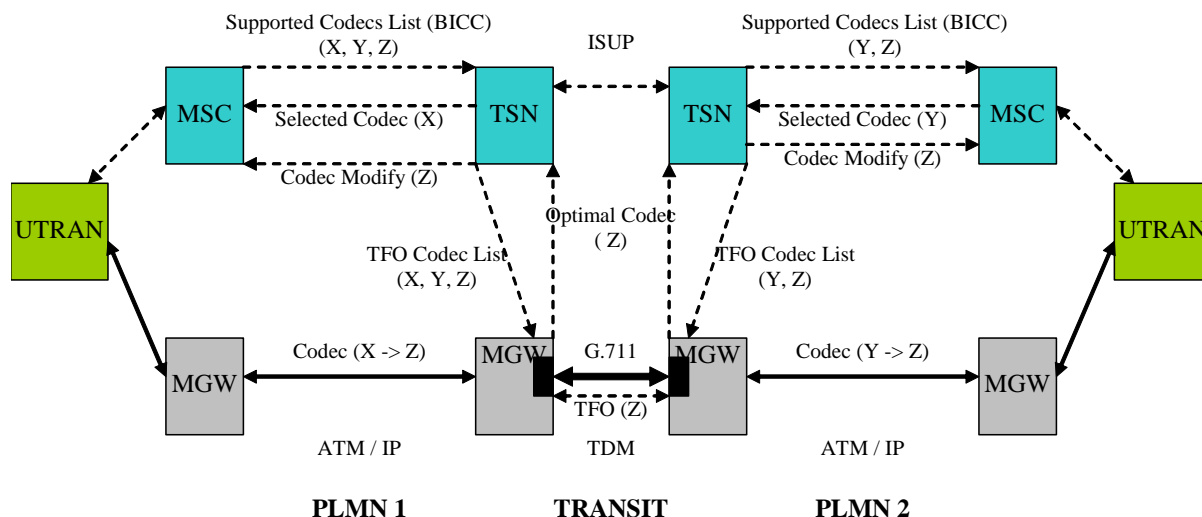 Supported Codecs List (BICC)
(X, Y, Z)
ISUP
Supported Codecs List (BICC)
(Y, Z)
MSC
TSN
TSN
MSC
Selected Codec (X)
Selected Codec (Y)
Codec Modify (Z)
Codec Modify (Z)
UTRAN
UTRAN
Optimal Codec
( Z)
TFO Codec List
(X, Y, Z)
TFO Codec List
(Y, Z)
MGW
Codec (X -> Z)
MGW
G.711
MGW
Codec (Y -> Z)
MGW
TFO (Z)
ATM / IP
TDM
ATM / IP
PLMN 1
TRANSIT
PLMN 2